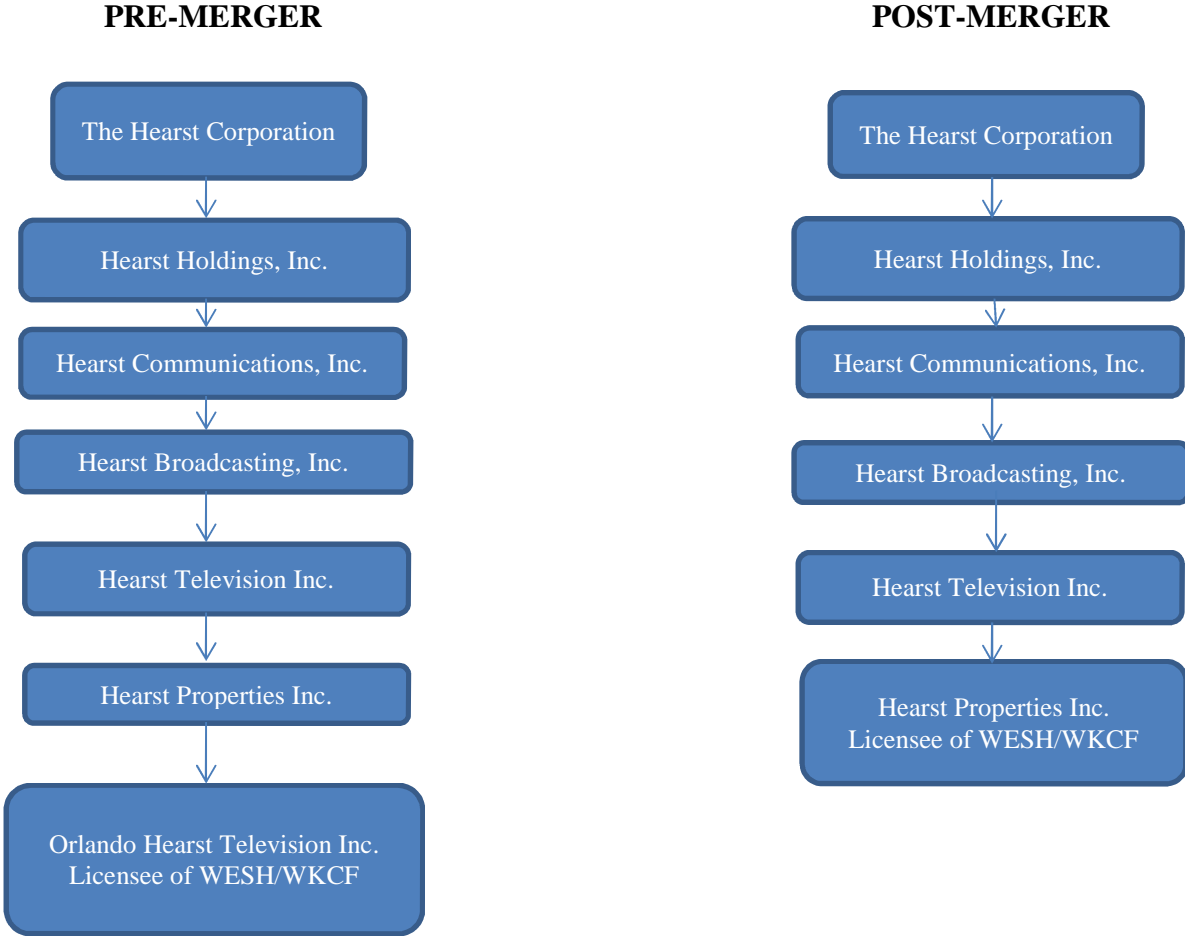 PRE-MERGER
The Hearst Corporation
Hearst Holdings, Inc.
Hearst Communications, Inc.
Hearst Broadcasting, Inc.
Hearst Television Inc.
Hearst Properties Inc.
Orlando Hearst Television Inc.
Licensee of WESH/WKCF
POST-MERGER
The Hearst Corporation
Hearst Holdings, Inc.
Hearst Communications, Inc.
Hearst Broadcasting, Inc.
Hearst Television Inc.
Hearst Properties Inc.
Licensee of WESH/WKCF